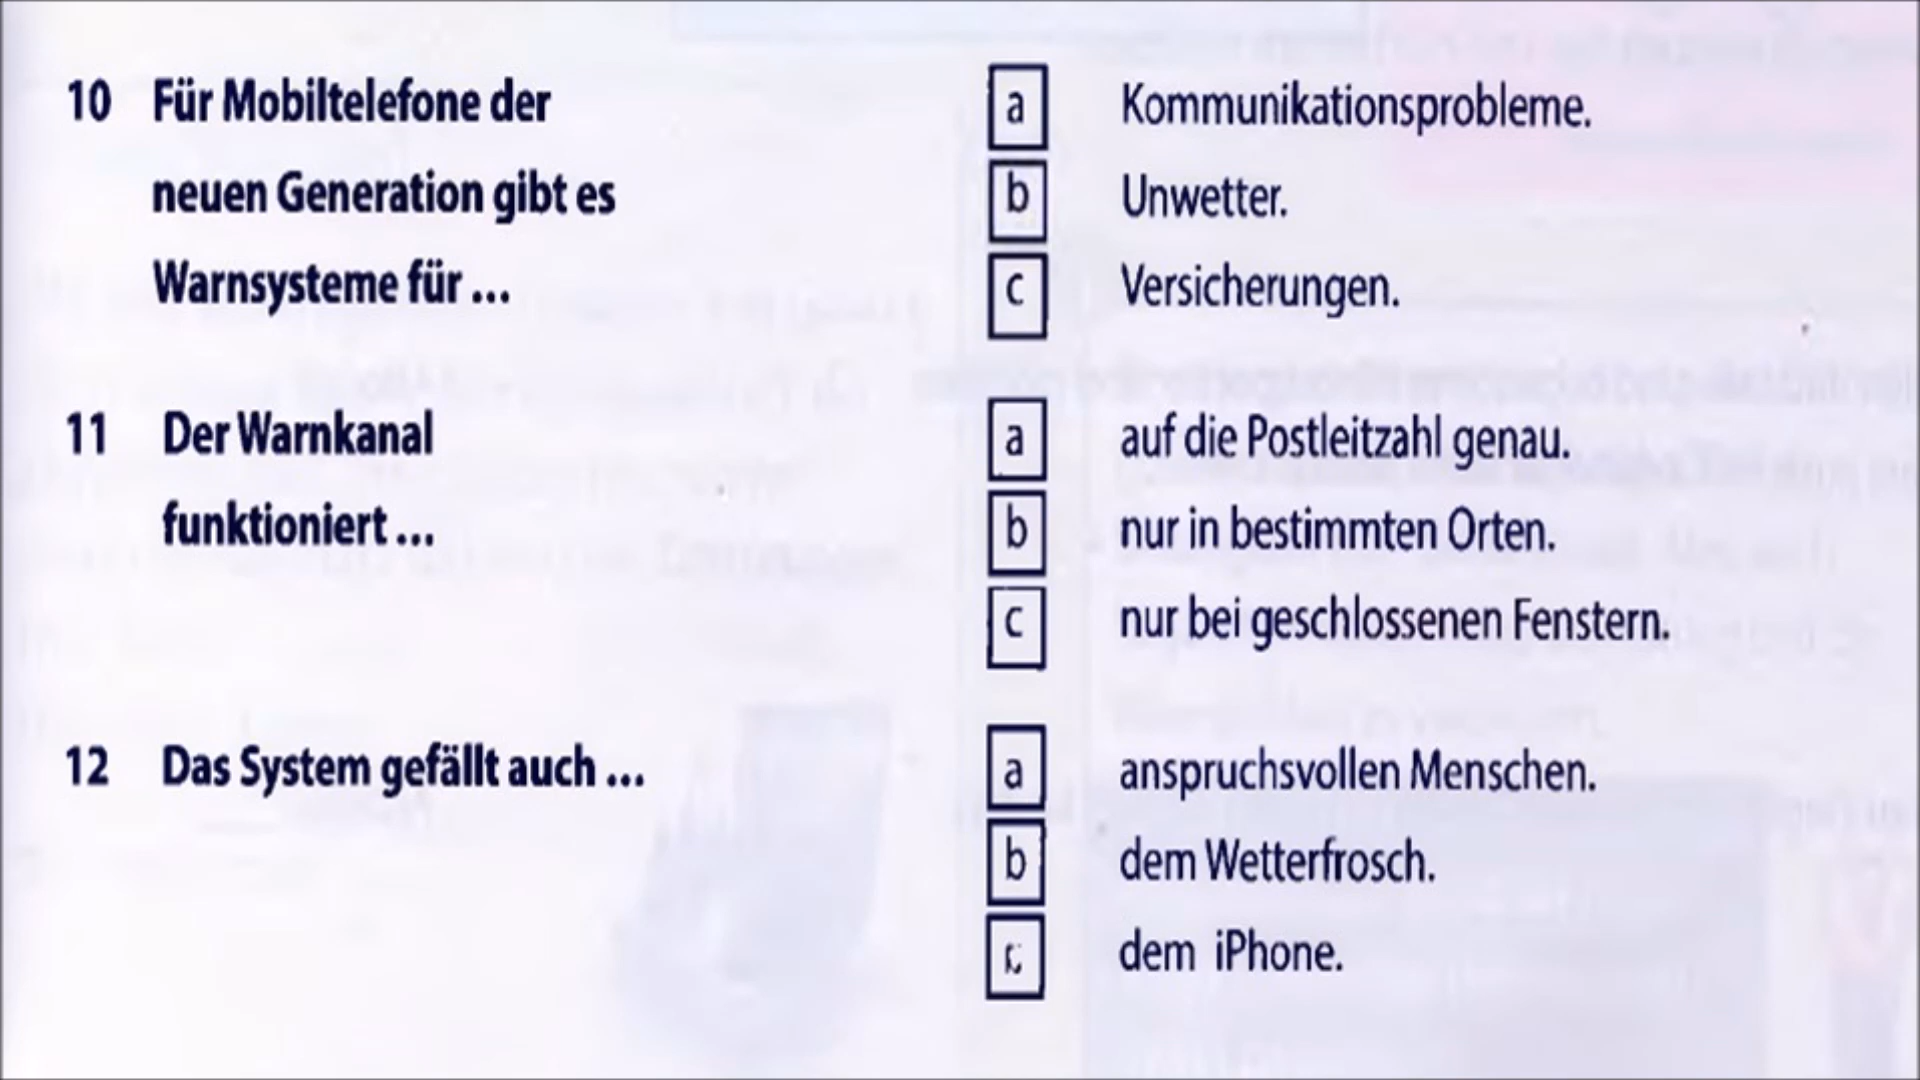 10 Für Mobiltelefone der
neuen Generation gibt es
Warnsysteme für ...
a Kommunikationsprobleme.
b Unwetter.
c Versicherungen.
11 Der Warnkanal
funktioniert ...
a auf die Postleitzahl genau.
b nur in bestimmten Orten.
c nur bei geschlossenen Fenstern.
12 Das System gefällt auch ...
a anspruchsvollen Menschen.
b dem Wetterfrosch.
c dem iPhone.